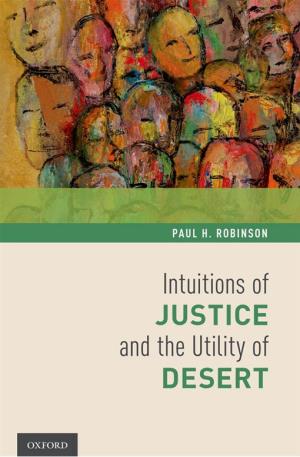 PAUL H. ROBINSON
Intuitions of
JUSTICE
and the Utility of
DESERT
OXFORD